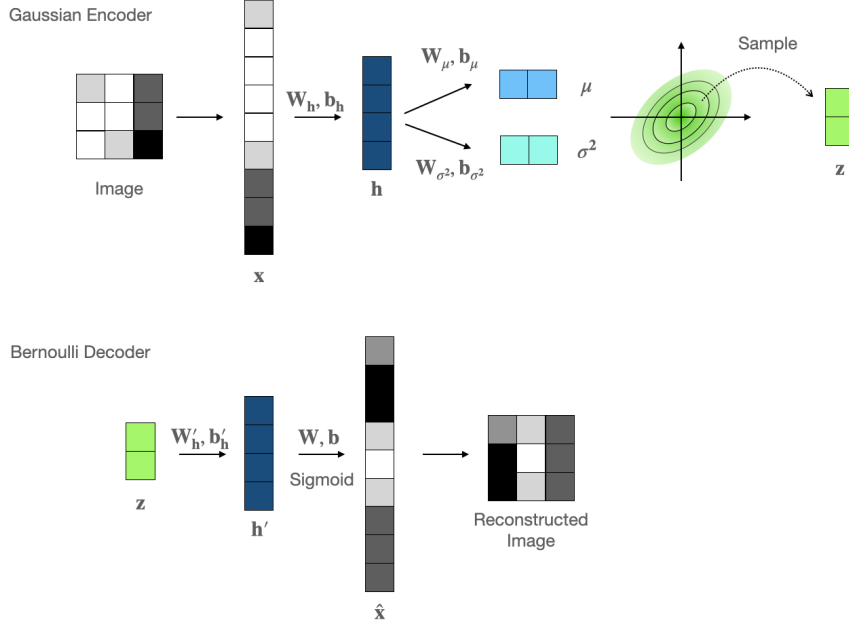 Gaussian Encoder
Image
x
W_h, b_h
h
W_μ, b_μ
μ
W_σ², b_σ²
σ²
Sample
z
Bernoulli Decoder
z
W′_h, b′_h
h′
W, b
Sigmoid
x̂
Reconstructed
Image